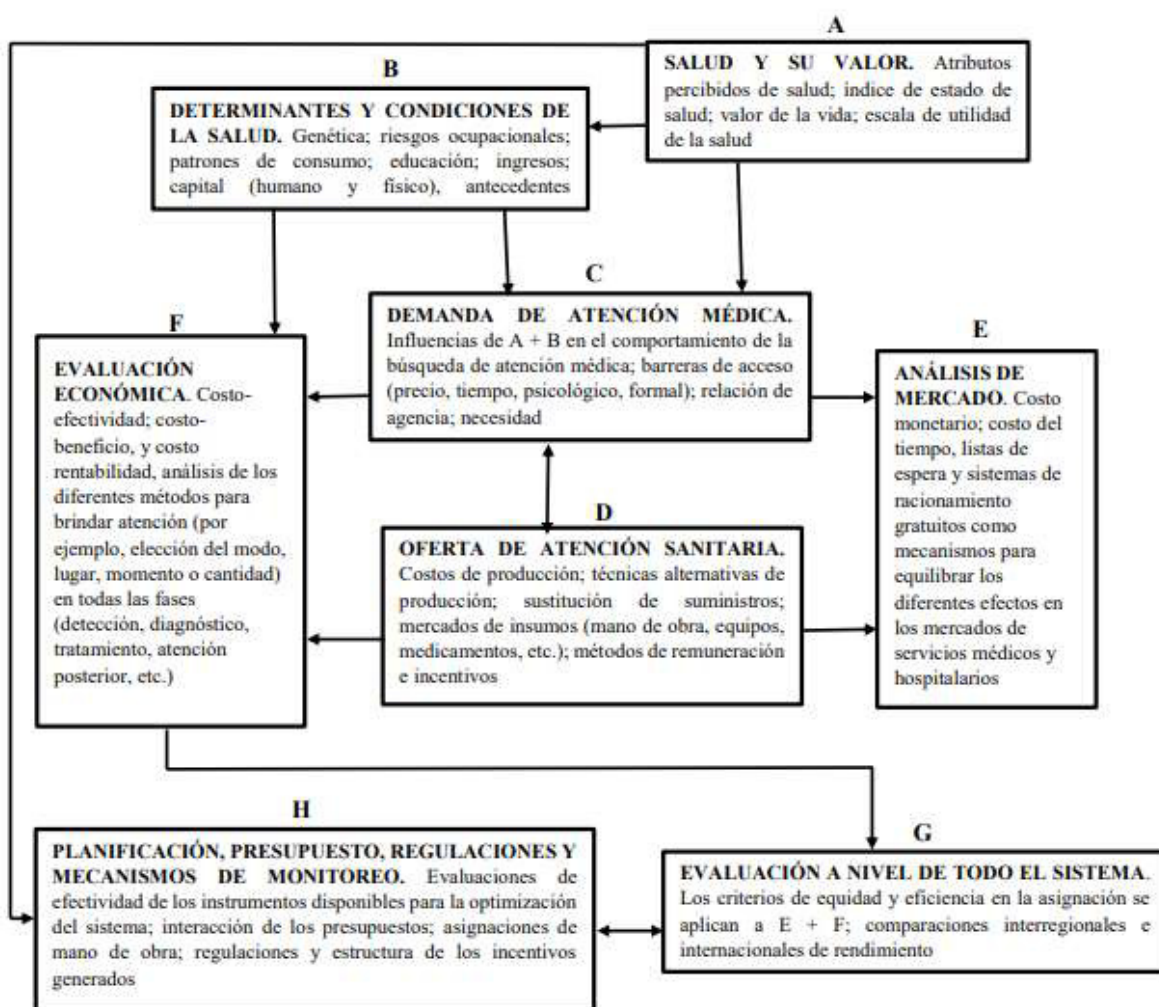 A
SALUD Y SU VALOR. Atributos
percibidos de salud; índice de estado de
salud; valor de la vida; escala de utilidad
de la salud
B
DETERMINANTES Y CONDICIONES DE
LA SALUD. Genética; riesgos ocupacionales;
patrones de consumo; educación; ingresos;
capital (humano y físico), antecedentes
C
DEMANDA DE ATENCIÓN MÉDICA.
Influencias de A + B en el comportamiento de la
búsqueda de atención médica; barreras de acceso
(precio, tiempo, psicológico, formal); relación de
agencia; necesidad
F
EVALUACIÓN
ECONÓMICA. Costo-
efectividad; costo-
beneficio, y costo
rentabilidad, análisis de los
diferentes métodos para
brindar atención (por
ejemplo, elección del modo,
lugar, momento o cantidad)
en todas las fases
(detección, diagnóstico,
tratamiento, atención
posterior, etc.)
E
ANÁLISIS DE
MERCADO. Costo
monetario; costo del
tiempo, listas de
espera y sistemas de
racionamiento
gratuitos como
mecanismos para
equilibrar los
diferentes efectos en
los mercados de
servicios médicos y
hospitalarios
D
OFERTA DE ATENCIÓN SANITARIA.
Costos de producción; técnicas alternativas de
producción; sustitución de suministros;
mercados de insumos (mano de obra, equipos,
medicamentos, etc.); métodos de remuneración
e incentivos
H
PLANIFICACIÓN, PRESUPUESTO, REGULACIONES Y
MECANISMOS DE MONITOREO. Evaluaciones de
efectividad de los instrumentos disponibles para la optimización
del sistema; interacción de los presupuestos; asignaciones de
mano de obra; regulaciones y estructura de los incentivos
generados
G
EVALUACIÓN A NIVEL DE TODO EL SISTEMA.
Los criterios de equidad y eficiencia en la asignación se
aplican a E + F; comparaciones interregionales e
internacionales de rendimiento